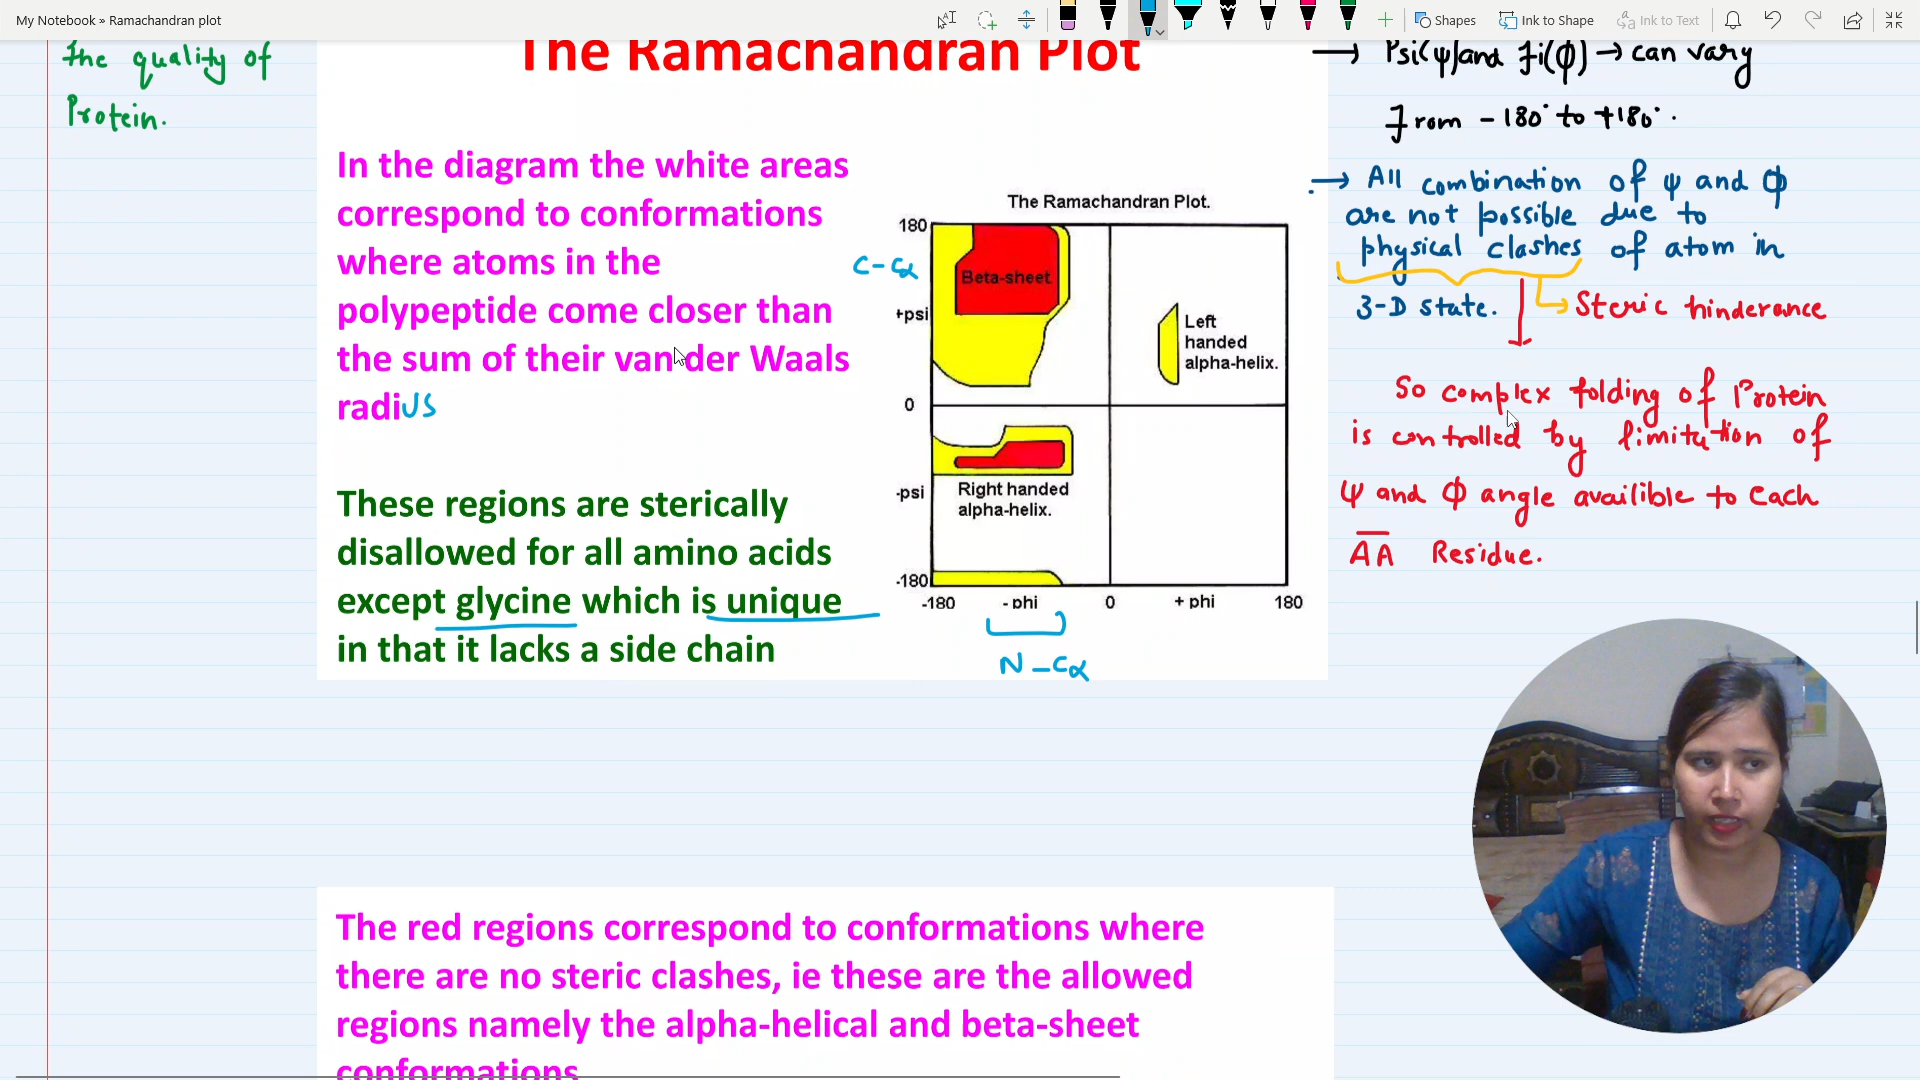 My Notebook » Ramachandran plot
Shapes
Ink to Shape
Ink to Text
the quality of
Protein.
The Ramachandran Plot
In the diagram the white areas
correspond to conformations
where atoms in the
polypeptide come closer than
the sum of their van der Waals
radius
These regions are sterically
disallowed for all amino acids
except glycine which is unique
in that it lacks a side chain
The Ramachandran Plot.
180
C-Cα
Beta-sheet
+psi
Left
handed
alpha-helix.
0
-psi
Right handed
alpha-helix.
-180
-180 - phi 0 + phi 180
N-Cα
→ Psi(ψ) and fi(ϕ) → can vary
From -180° to +180°.
→ All combination of ψ and ϕ
are not possible due to
physical clashes of atom in
3-D state. → Steric hinderance
So complex folding of Protein
is controlled by limitation of
ψ and ϕ angle availible to Each
AA Residue.
The red regions correspond to conformations where
there are no steric clashes, ie these are the allowed
regions namely the alpha-helical and beta-sheet
conformations